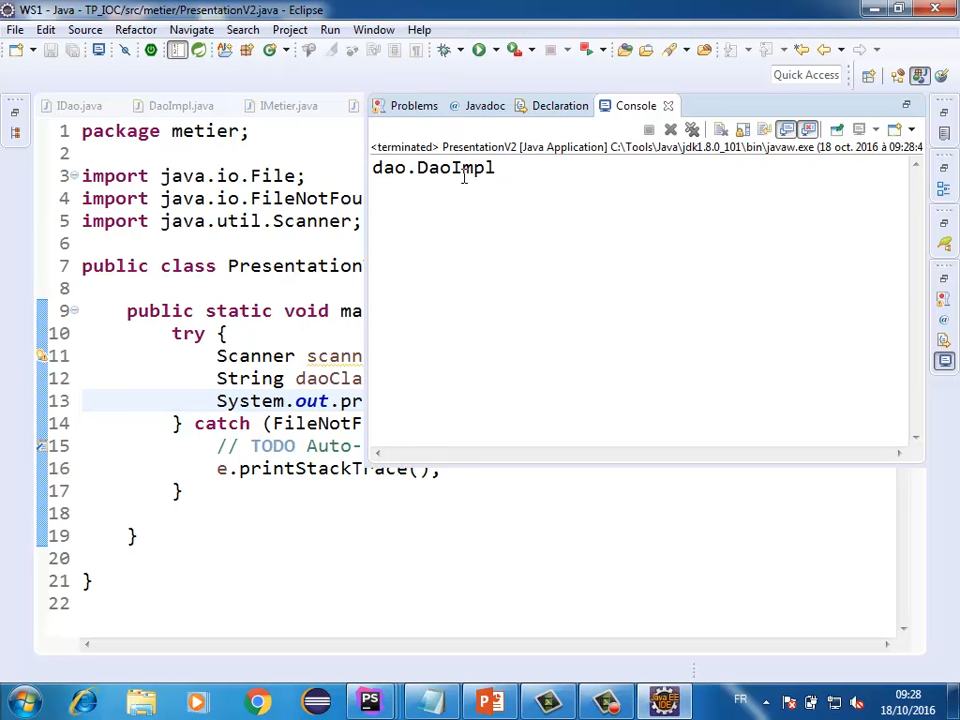 WS1 - Java - TP_IOC/src/metier/PresentationV2.java - Eclipse
File Edit Source Refactor Navigate Search Project Run Window Help
Quick Access
IDao.java DaoImpl.java IMetier.java
Problems Javadoc Declaration Console
<terminated> PresentationV2 [Java Application] C:\Tools\Java\jdk1.8.0_101\bin\javaw.exe (18 oct. 2016 à 09:28:4
dao.DaoImpl
1 package metier;
2
3 import java.io.File;
4 import java.io.FileNotFou
5 import java.util.Scanner;
6
7 public class Presentation
8
9 public static void ma
10 try {
11 Scanner scann
12 String daoCla
13 System.out.pr
14 } catch (FileNotF
15 // TODO Auto-
16 e.printStackTrace();
17 }
18
19 }
20
21 }
22
PS
Java EE
IDE
FR
09:28
18/10/2016